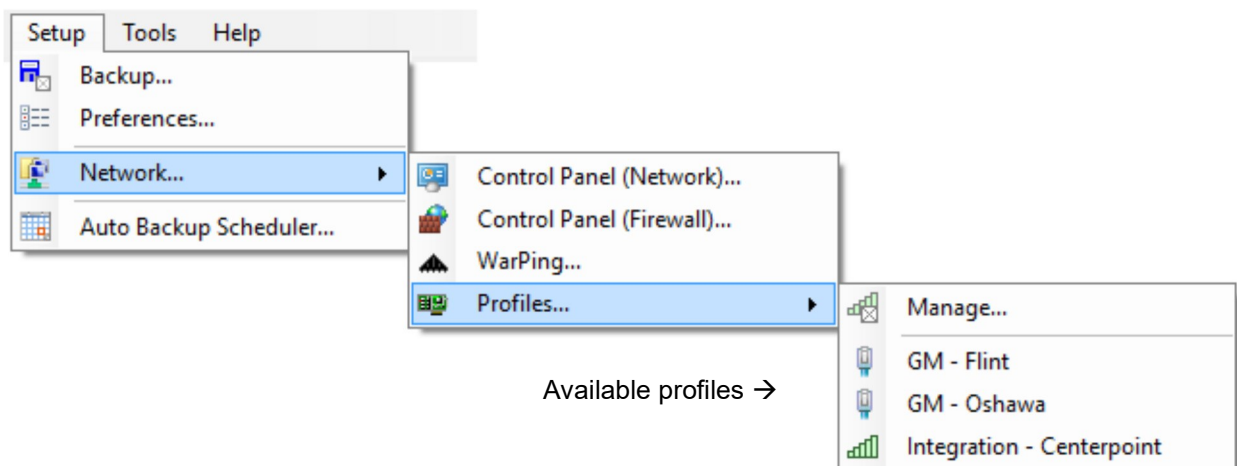 Setup Tools Help
Backup...
Preferences...
Network...
Auto Backup Scheduler...
Control Panel (Network)...
Control Panel (Firewall)...
WarPing...
Profiles...
Available profiles →
Manage...
GM - Flint
GM - Oshawa
Integration - Centerpoint